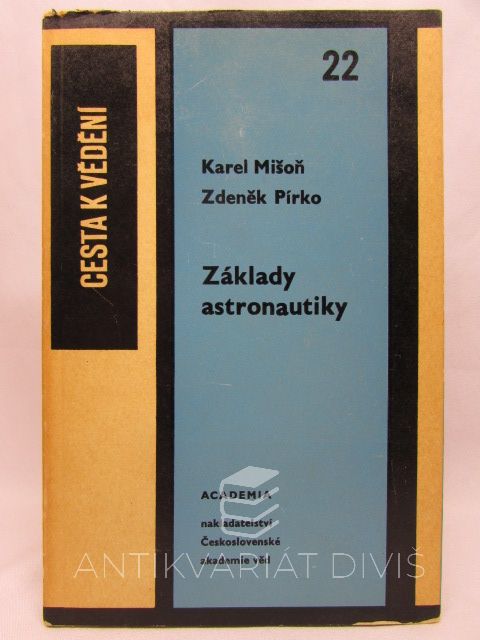 CESTA K VĚDĚNÍ
22
Karel Mišoň
Zdeněk Pírko
Základy
astronautiky
ACADEMIA
nakladatelství
Československé
akademie věd
ANTIKVARIÁT DIVIŠ